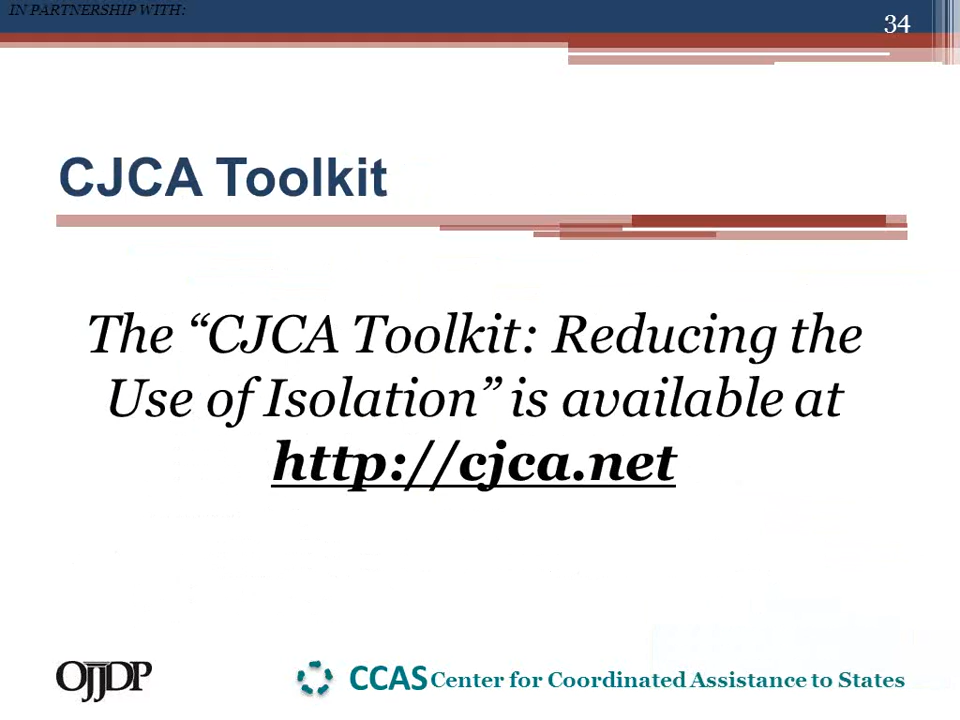 IN PARTNERSHIP WITH:
34
CJCA Toolkit
The “CJCA Toolkit: Reducing the
Use of Isolation” is available at
http://cjca.net
OJJDP
CCAS Center for Coordinated Assistance to States